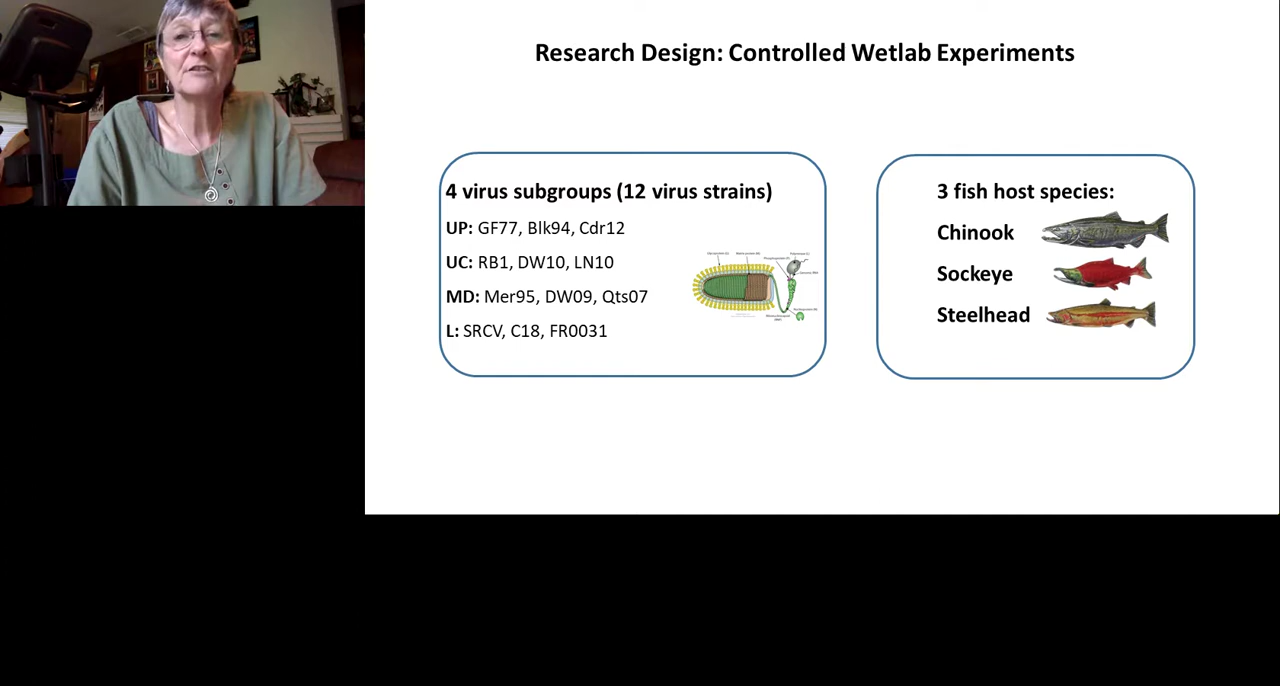 Research Design: Controlled Wetlab Experiments
4 virus subgroups (12 virus strains)
UP: GF77, Blk94, Cdr12
UC: RB1, DW10, LN10
MD: Mer95, DW09, Qts07
L: SRCV, C18, FR0031
3 fish host species:
Chinook
Sockeye
Steelhead